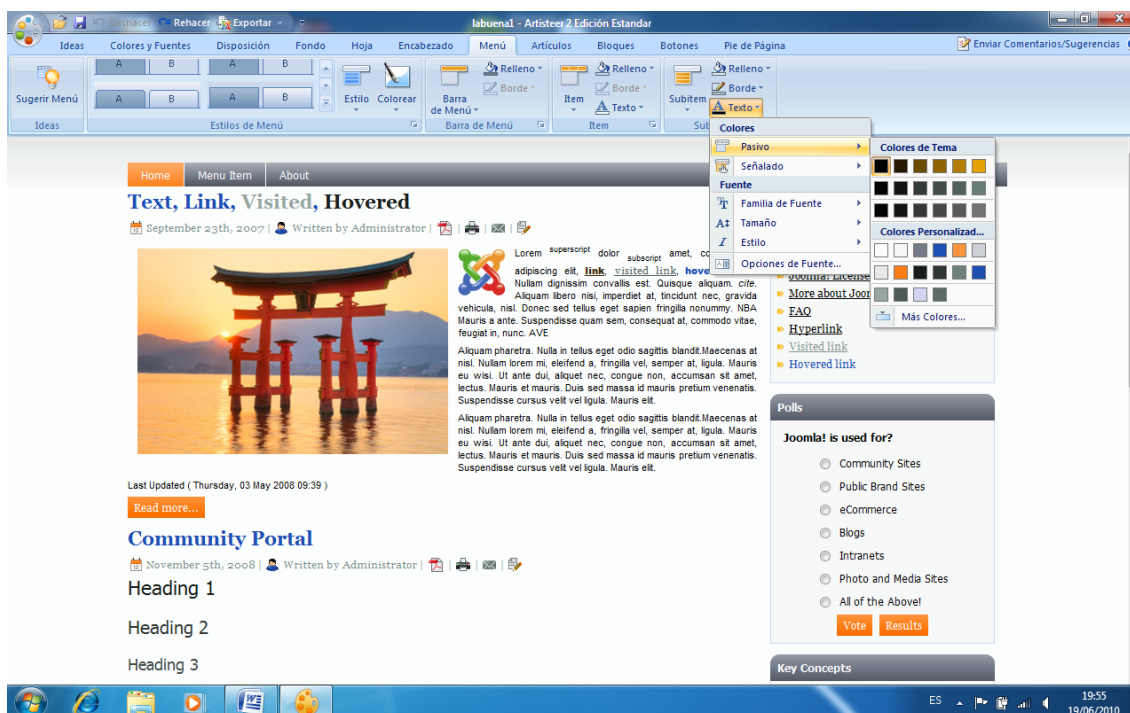 Deshacer Rehacer Exportar
labuena1 - Artisteer 2 Edición Estandar
Ideas Colores y Fuentes Disposición Fondo Hoja Encabezado Menú Artículos Bloques Botones Pie de Página Enviar Comentarios/Sugerencias
A B A B
A B A B
Sugerir Menú
Estilo Colorear
Barra de Menú
Relleno
Borde
Item
Relleno
Borde
Texto
Subitem
Relleno
Borde
Texto
Ideas Estilos de Menú Barra de Menú Item Sub
Colores
Pasivo
Señalado
Fuente
Familia de Fuente
Tamaño
Estilo
Opciones de Fuente...
Colores de Tema
Colores Personalizad...
Más Colores...
Home Menu Item About
Text, Link, Visited, Hovered
September 23th, 2007 | Written by Administrator |
Lorem superscript dolor subscript amet,
adipiscing elit, link, visited link,
Nullam dignissim convallis est. Quisque aliquam. cite.
Aliquam libero nisi, imperdiet at, tincidunt nec, gravida
vehicula, nisl. Donec sed tellus eget sapien fringilla nonummy. NBA
Mauris a ante. Suspendisse quam sem, consequat at, commodo vitae,
feugiat in, nunc. AVE
Aliquam pharetra. Nulla in tellus eget odio sagittis blandit.Maecenas at
nisl. Nullam lorem mi, eleifend a, fringilla vel, semper at, ligula. Mauris
eu wisi. Ut ante dui, aliquet nec, congue non, accumsan sit amet,
lectus. Mauris et mauris. Duis sed massa id mauris pretium venenatis.
Suspendisse cursus velit vel ligula. Mauris elit.
Aliquam pharetra. Nulla in tellus eget odio sagittis blandit.Maecenas at
nisl. Nullam lorem mi, eleifend a, fringilla vel, semper at, ligula. Mauris
eu wisi. Ut ante dui, aliquet nec, congue non, accumsan sit amet,
lectus. Mauris et mauris. Duis sed massa id mauris pretium venenatis.
Suspendisse cursus velit vel ligula. Mauris elit.
Last Updated ( Thursday, 03 May 2008 09:39 )
Read more...
Community Portal
November 5th, 2008 | Written by Administrator |
Heading 1
Heading 2
Heading 3
Joomla! License
More about Joor
FAQ
Hyperlink
Visited link
Hovered link
Polls
Joomla! is used for?
Community Sites
Public Brand Sites
eCommerce
Blogs
Intranets
Photo and Media Sites
All of the Above!
Vote Results
Key Concepts
ES
19:55
19/06/2010